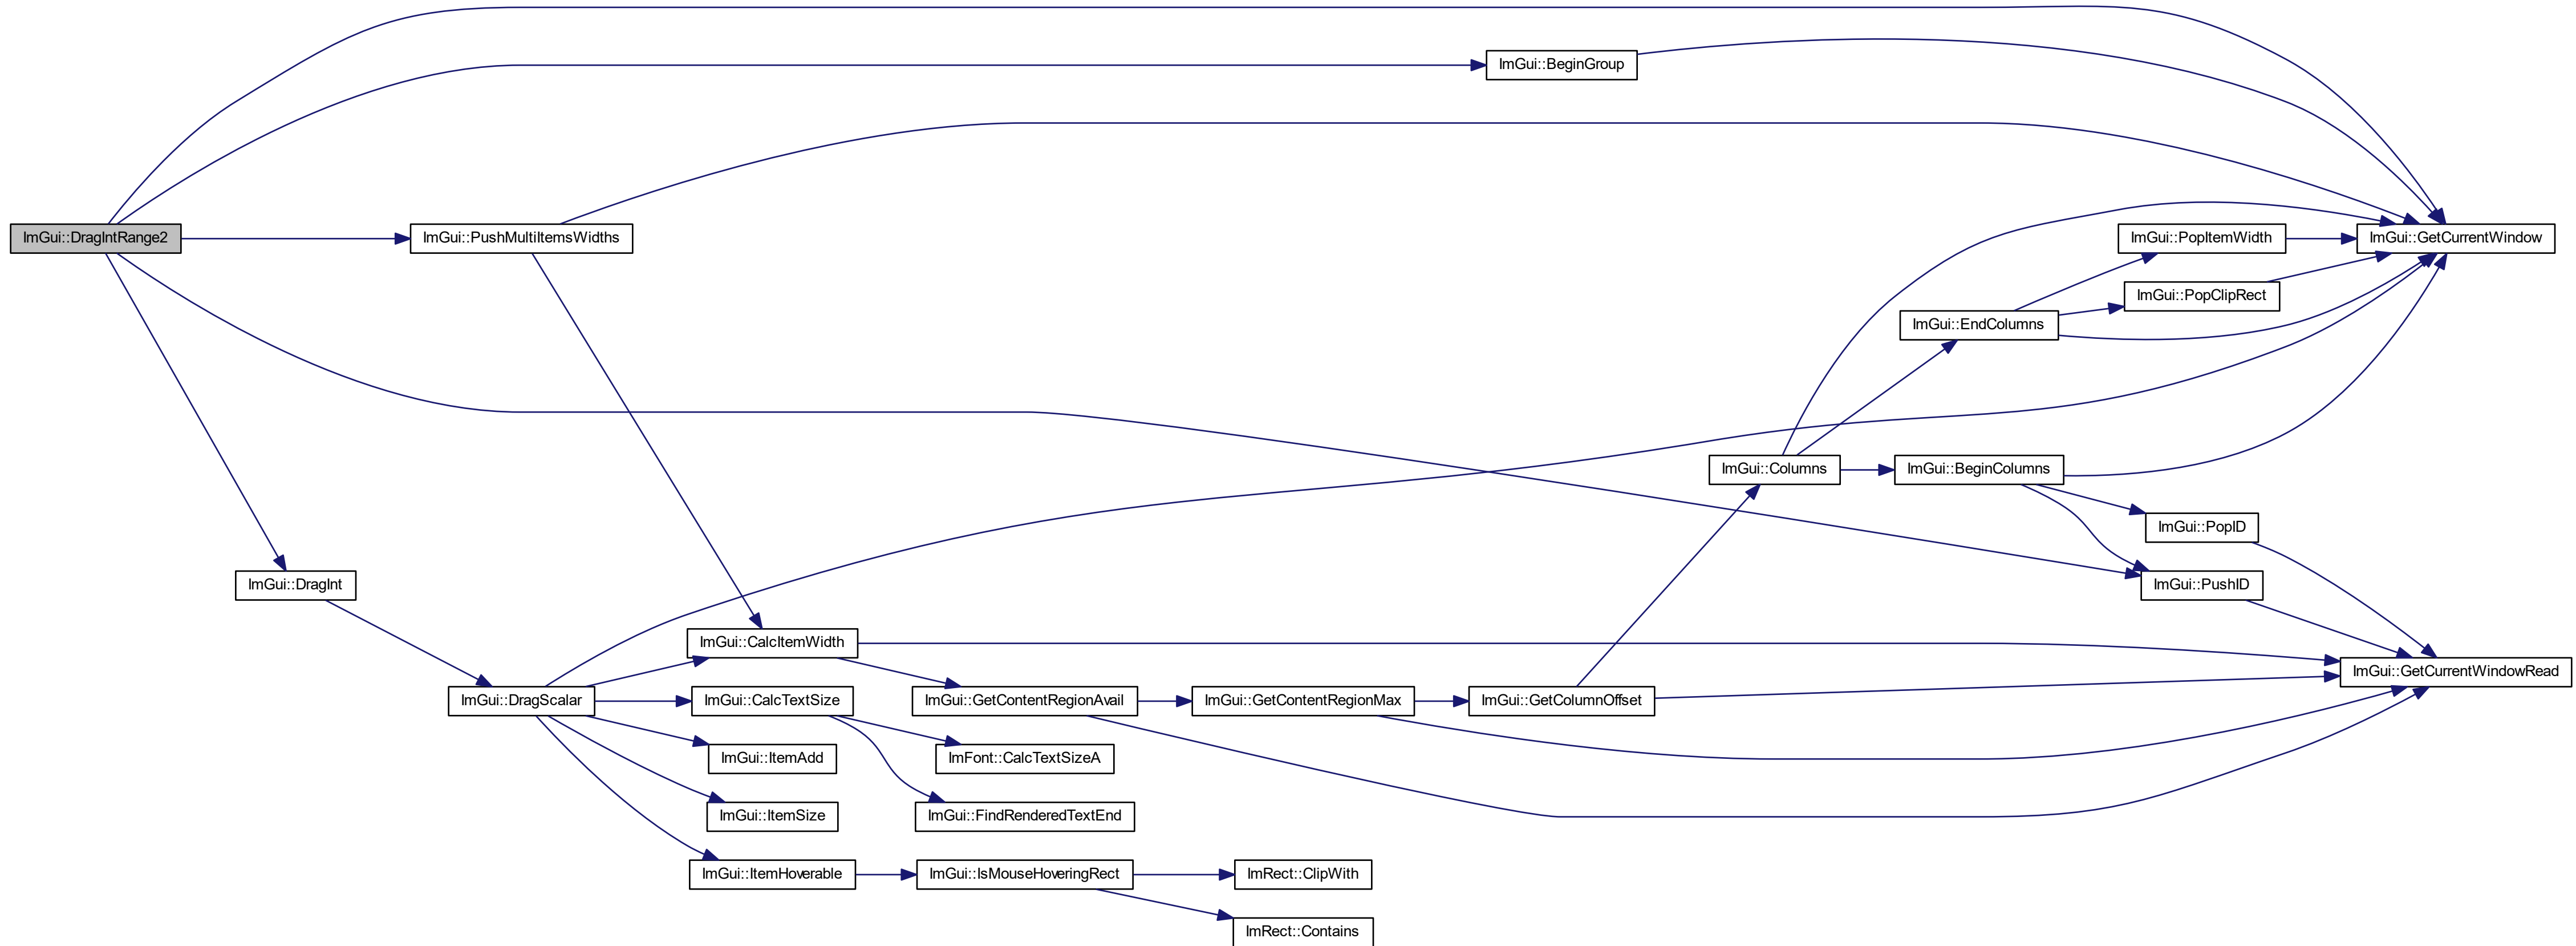 ImGui::BeginGroup
ImGui::DragIntRange2
ImGui::PushMultiItemsWidths
ImGui::PopItemWidth
ImGui::GetCurrentWindow
ImGui::PopClipRect
ImGui::EndColumns
ImGui::Columns
ImGui::BeginColumns
ImGui::PopID
ImGui::DragInt
ImGui::PushID
ImGui::CalcItemWidth
ImGui::GetCurrentWindowRead
ImGui::DragScalar
ImGui::CalcTextSize
ImGui::GetContentRegionAvail
ImGui::GetContentRegionMax
ImGui::GetColumnOffset
ImGui::ItemAdd
ImFont::CalcTextSizeA
ImGui::ItemSize
ImGui::FindRenderedTextEnd
ImGui::ItemHoverable
ImGui::IsMouseHoveringRect
ImRect::ClipWith
ImRect::Contains